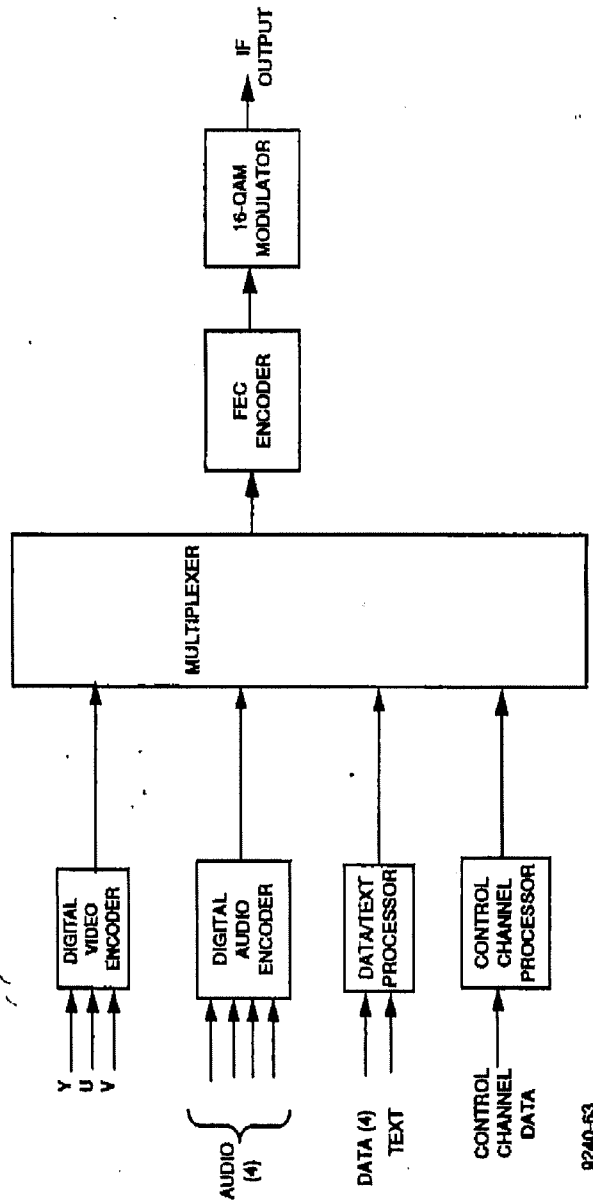 Y
U
V
DIGITAL
VIDEO
ENCODER
AUDIO
(4)
DIGITAL
AUDIO
ENCODER
DATA (4)
TEXT
DATA/TEXT
PROCESSOR
CONTROL
CHANNEL
DATA
CONTROL
CHANNEL
PROCESSOR
MULTIPLEXER
FEC
ENCODER
16-QAM
MODULATOR
IF
OUTPUT
9240-63